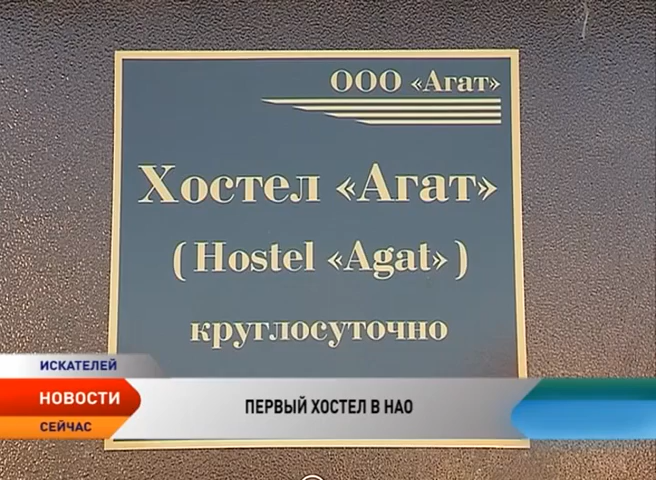 ООО «Агат»
Хостел «Агат»
( Hostel «Agat» )
круглосуточно
ИСКАТЕЛЕЙ
НОВОСТИ
СЕЙЧАС
ПЕРВЫЙ ХОСТЕЛ В НАО